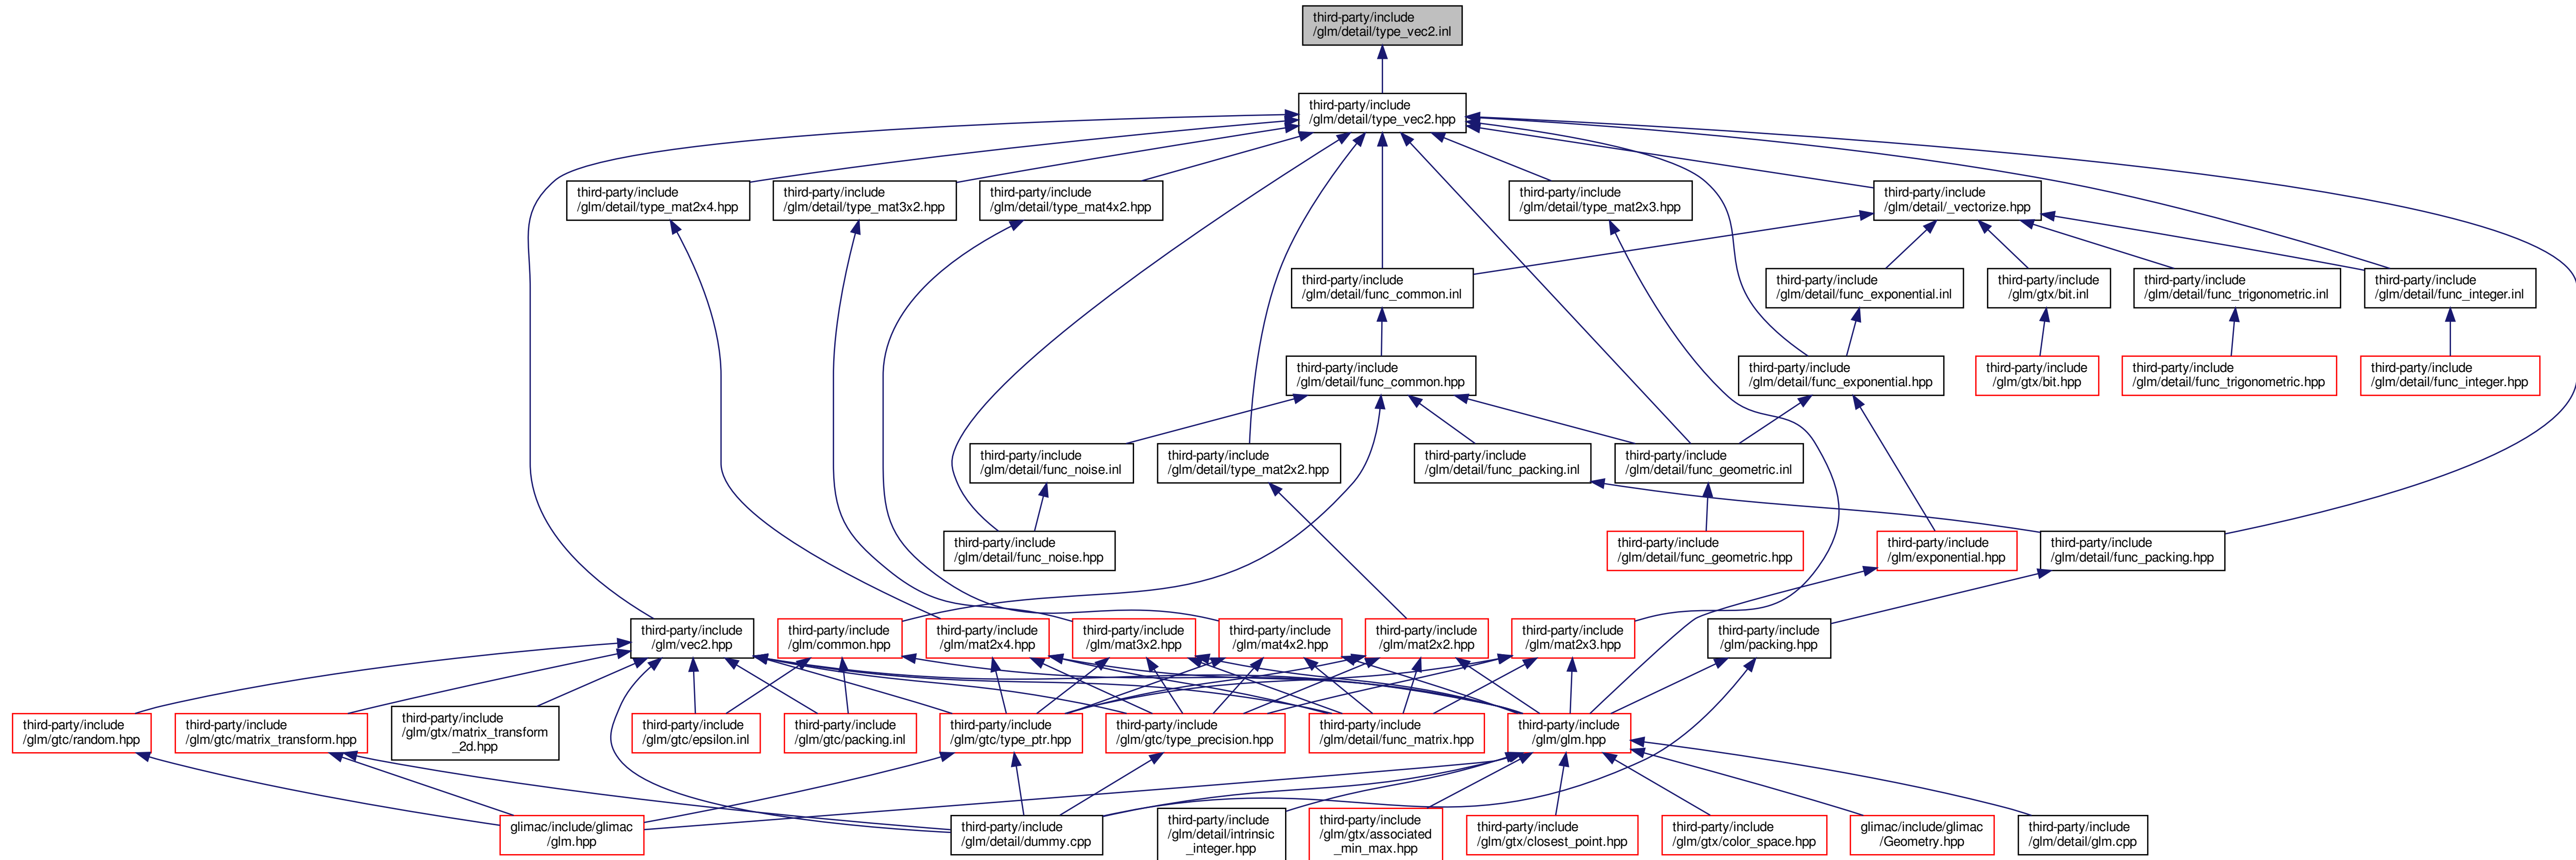 third-party/include
/glm/detail/type_vec2.inl
third-party/include
/glm/detail/type_vec2.hpp
third-party/include
/glm/detail/type_mat2x4.hpp
third-party/include
/glm/detail/type_mat3x2.hpp
third-party/include
/glm/detail/type_mat4x2.hpp
third-party/include
/glm/detail/type_mat2x3.hpp
third-party/include
/glm/detail/_vectorize.hpp
third-party/include
/glm/detail/func_common.inl
third-party/include
/glm/detail/func_exponential.inl
third-party/include
/glm/gtx/bit.inl
third-party/include
/glm/detail/func_trigonometric.inl
third-party/include
/glm/detail/func_integer.inl
third-party/include
/glm/detail/func_common.hpp
third-party/include
/glm/detail/func_exponential.hpp
third-party/include
/glm/gtx/bit.hpp
third-party/include
/glm/detail/func_trigonometric.hpp
third-party/include
/glm/detail/func_integer.hpp
third-party/include
/glm/detail/func_noise.inl
third-party/include
/glm/detail/type_mat2x2.hpp
third-party/include
/glm/detail/func_packing.inl
third-party/include
/glm/detail/func_geometric.inl
third-party/include
/glm/detail/func_noise.hpp
third-party/include
/glm/detail/func_geometric.hpp
third-party/include
/glm/exponential.hpp
third-party/include
/glm/detail/func_packing.hpp
third-party/include
/glm/vec2.hpp
third-party/include
/glm/common.hpp
third-party/include
/glm/mat2x4.hpp
third-party/include
/glm/mat3x2.hpp
third-party/include
/glm/mat4x2.hpp
third-party/include
/glm/mat2x2.hpp
third-party/include
/glm/mat2x3.hpp
third-party/include
/glm/packing.hpp
third-party/include
/glm/gtc/random.hpp
third-party/include
/glm/gtc/matrix_transform.hpp
third-party/include
/glm/gtx/matrix_transform
_2d.hpp
third-party/include
/glm/gtc/epsilon.inl
third-party/include
/glm/gtc/packing.inl
third-party/include
/glm/gtc/type_ptr.hpp
third-party/include
/glm/gtc/type_precision.hpp
third-party/include
/glm/detail/func_matrix.hpp
third-party/include
/glm/glm.hpp
glimac/include/glimac
/glm.hpp
third-party/include
/glm/detail/dummy.cpp
third-party/include
/glm/detail/intrinsic
_integer.hpp
third-party/include
/glm/gtx/associated
_min_max.hpp
third-party/include
/glm/gtx/closest_point.hpp
third-party/include
/glm/gtx/color_space.hpp
glimac/include/glimac
/Geometry.hpp
third-party/include
/glm/detail/glm.cpp